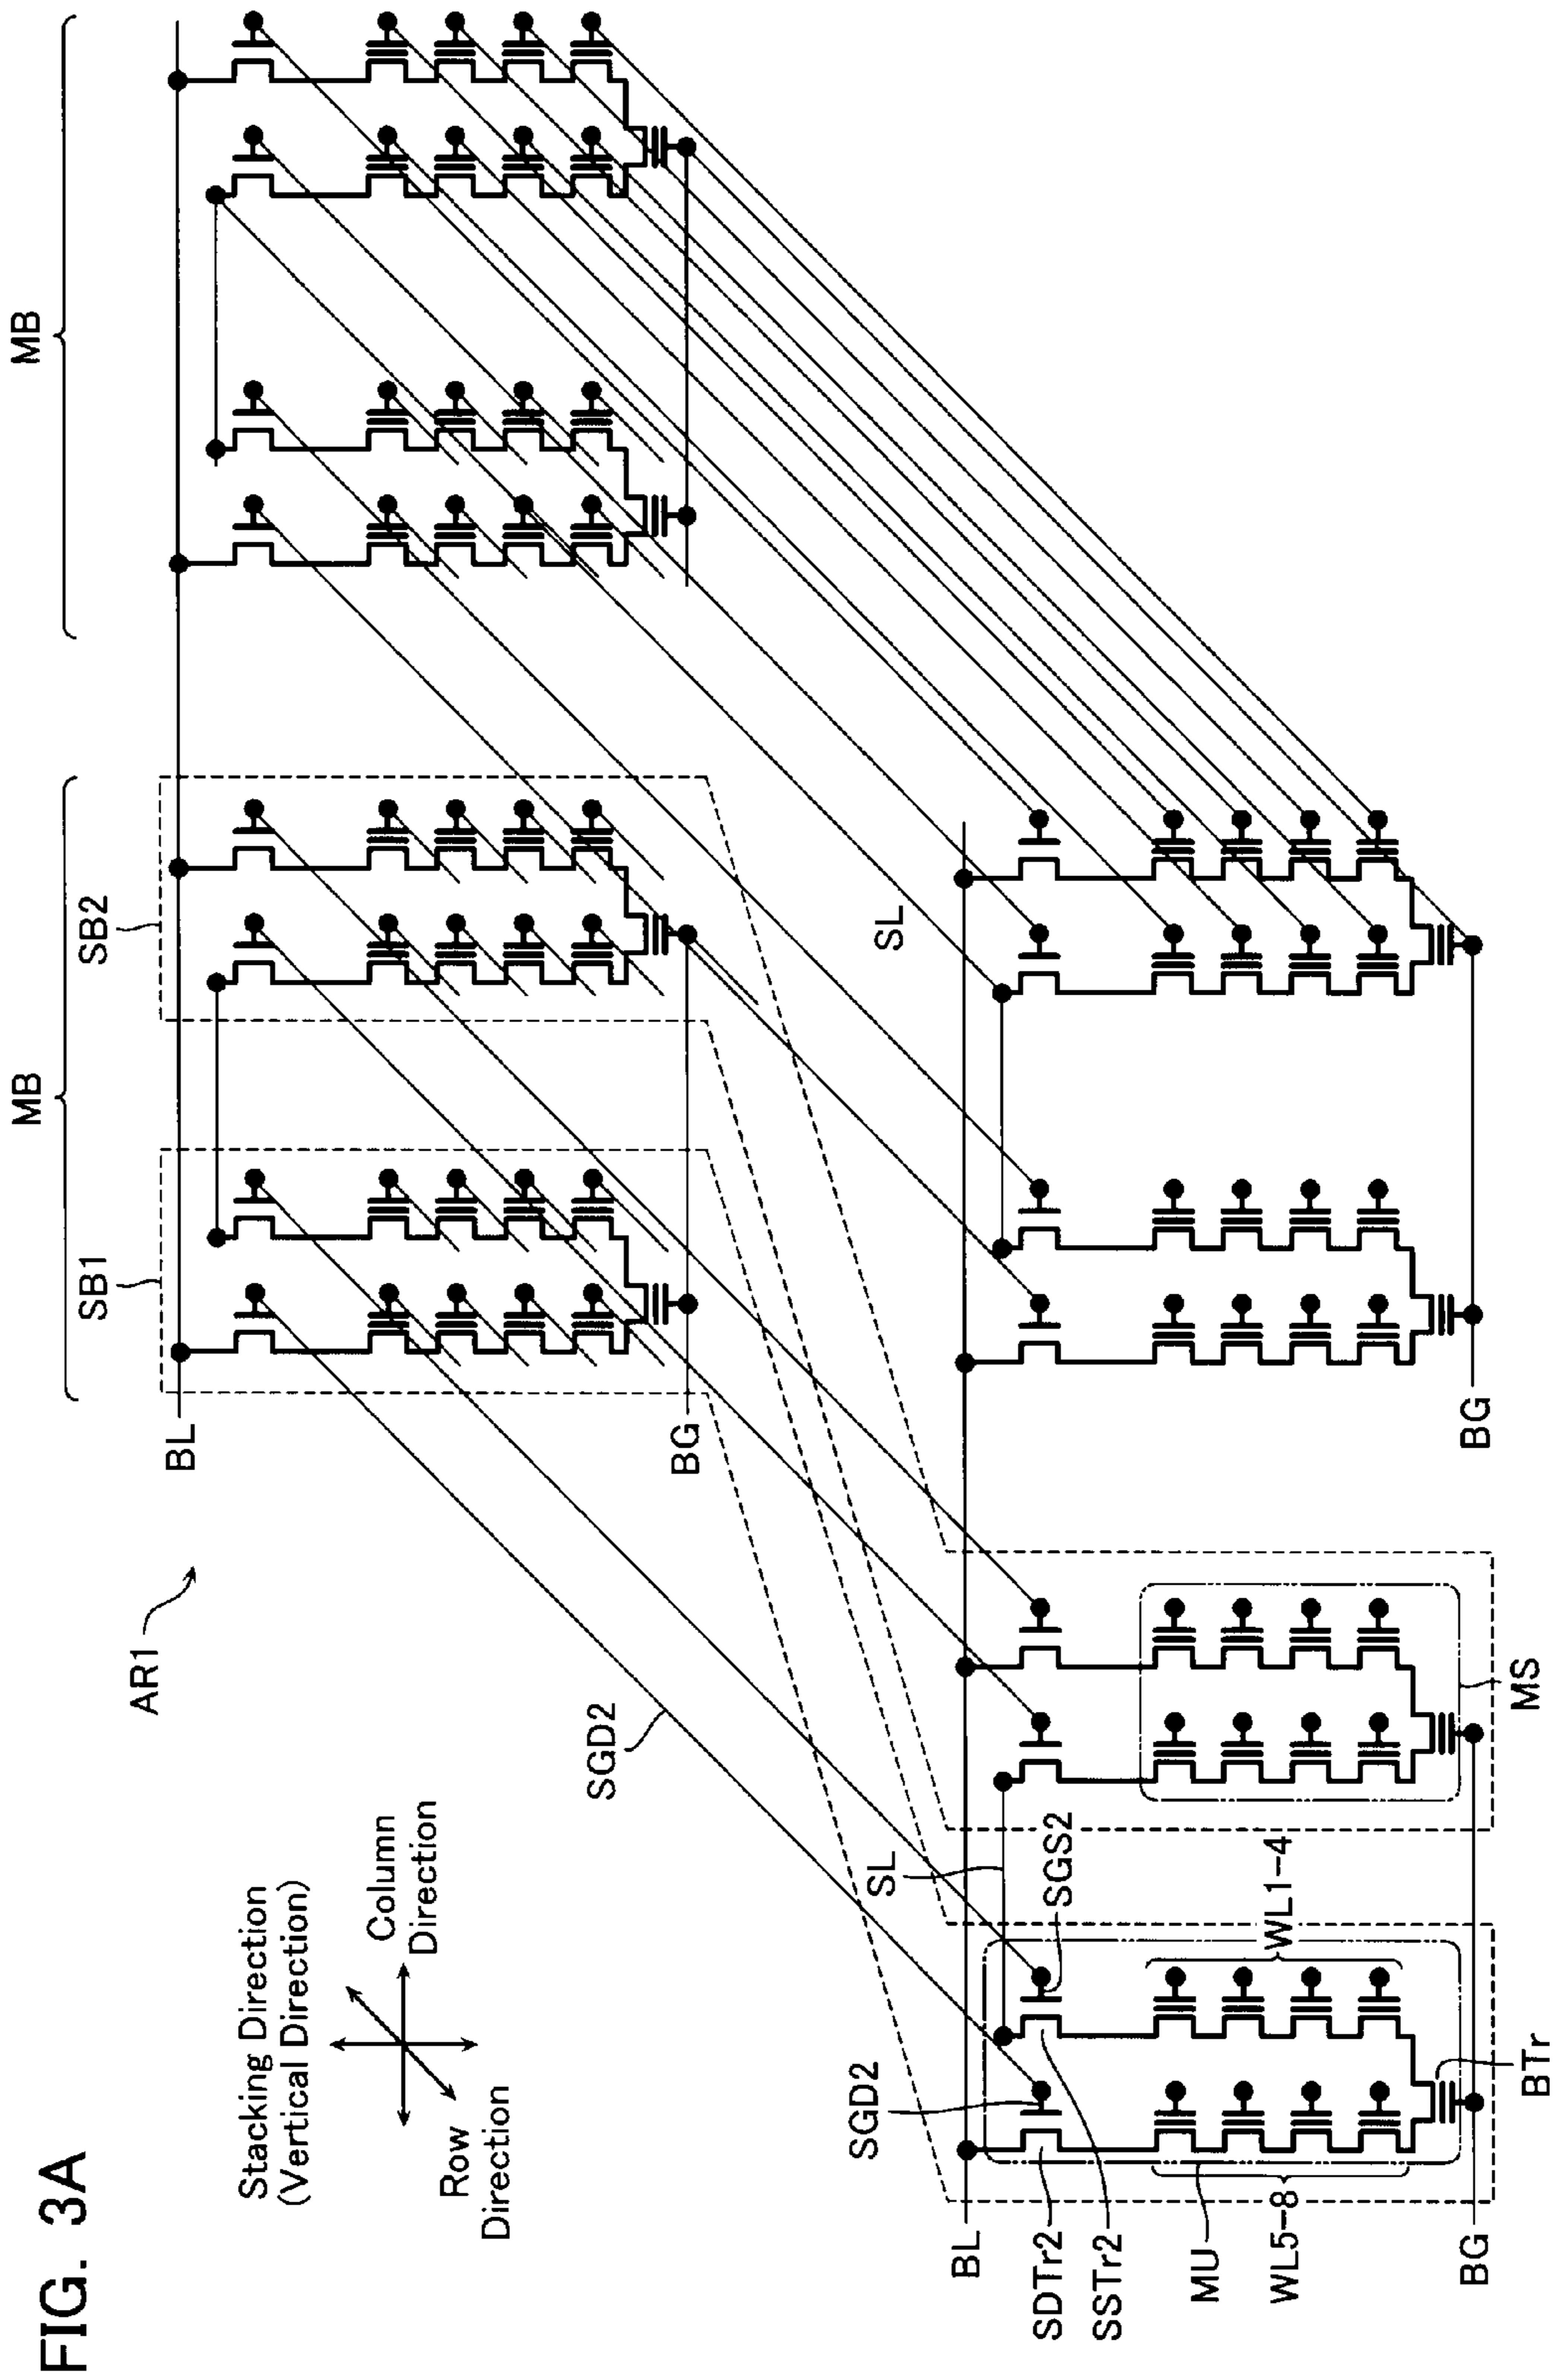 FIG. 3A
Stacking Direction
(Vertical Direction)
Column
Direction
Row
Direction
AR1
MB
MB
SB1
SB2
BL
BG
SGD2
SL
SL
SGD2
SGS2
WL1-4
MS
BL
SDTr2
SSTr2
MU
WL5-8
BG
BTr
BG